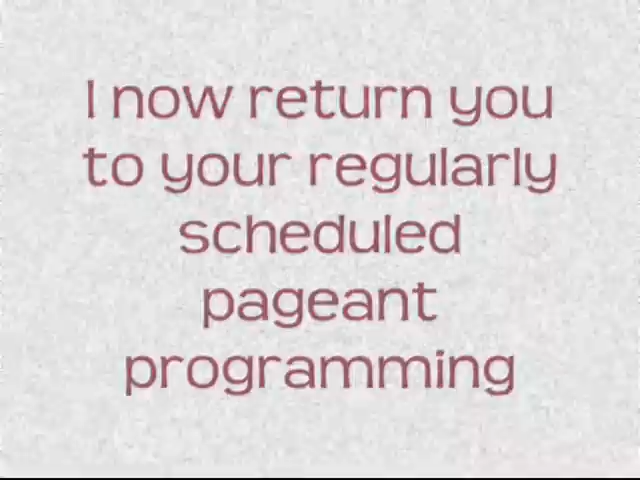 I now return you
to your regularly
scheduled
pageant
programming